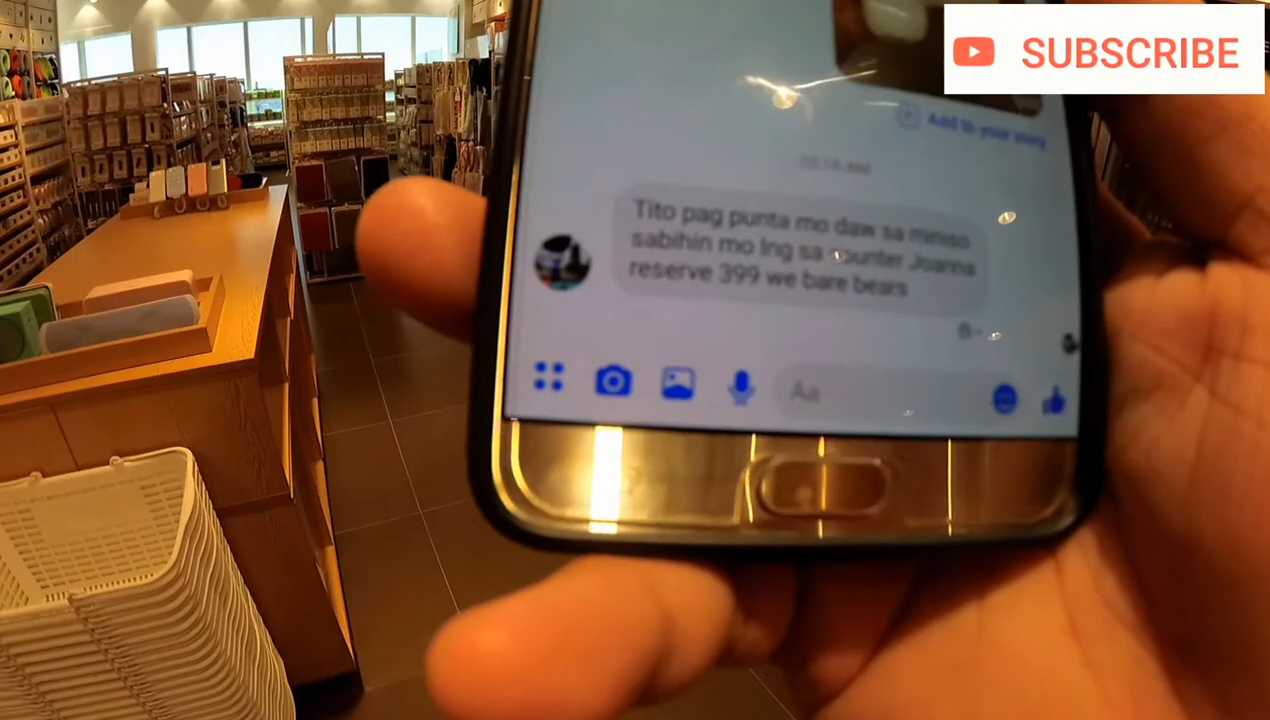 SUBSCRIBE
Add to your story
Tito pag punta mo daw sa miniso
sabihin mo lng sa counter Joanna
reserve 399 we bare bears
Aa